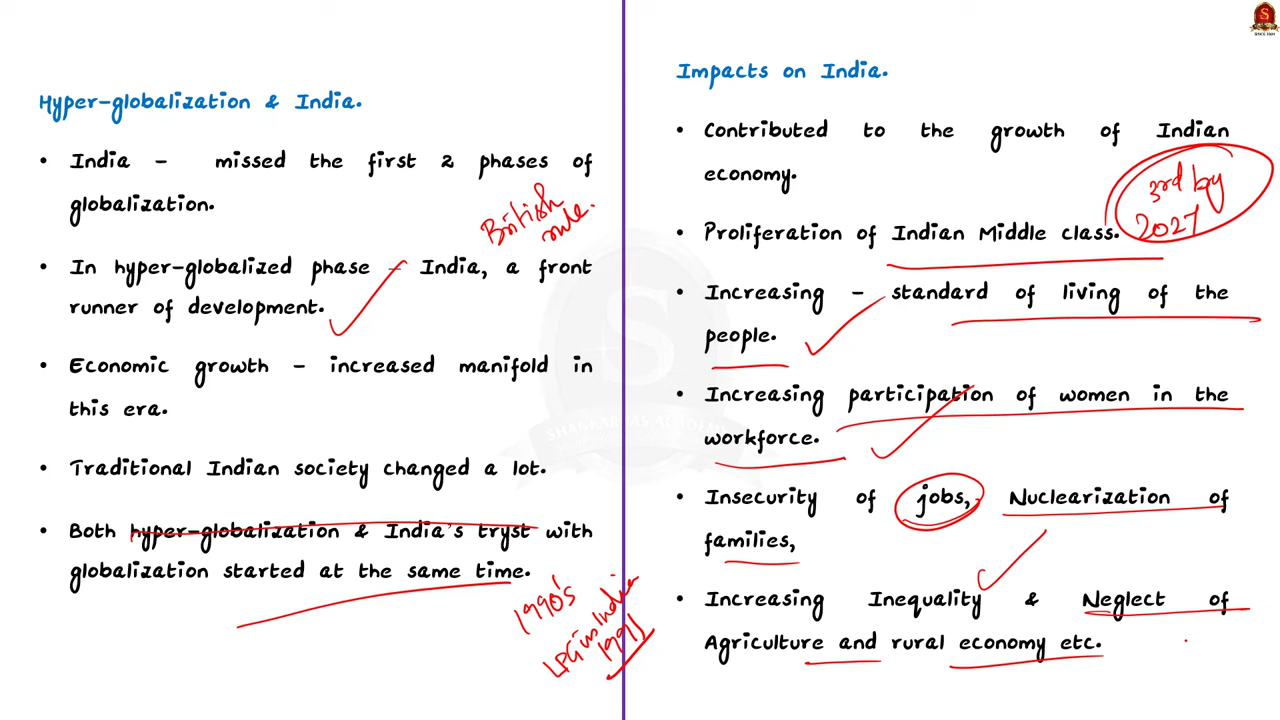 Hyper-globalization & India.
• India - missed the first 2 phases of
globalization.
British
rule.
• In hyper-globalized phase - India, a front
runner of development.
• Economic growth - increased manifold in
this era.
• Traditional Indian society changed a lot.
• Both hyper-globalization & India's tryst with
globalization started at the same time.
1990's
LPG in India
1991
Impacts on India.
• Contributed to the growth of Indian
economy.
3rd by
2027
• Proliferation of Indian Middle class.
• Increasing - standard of living of the
people.
• Increasing participation of women in the
workforce.
• Insecurity of jobs, Nuclearization of
families,
• Increasing Inequality & Neglect of
Agriculture and rural economy etc.
S
SINCE 2004
SHANKAR IAS ACADEMY